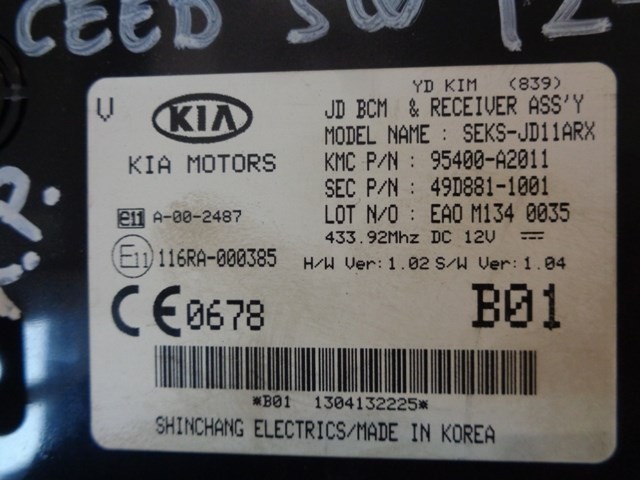 CEED SW 12-
YD KIM (839)
V
KIA
KIA MOTORS
JD BCM & RECEIVER ASS'Y
MODEL NAME : SEKS-JD11ARX
KMC P/N : 95400-A2011
SEC P/N : 49D881-1001
LOT N/O : EAO M134 0035
433.92Mhz DC 12V
H/W Ver:1.02 S/W Ver:1.04
e11 A-00-2487
E11 116RA-000385
CE 0678
B01
*B01 1304132225*
SHINCHANG ELECTRICS/MADE IN KOREA